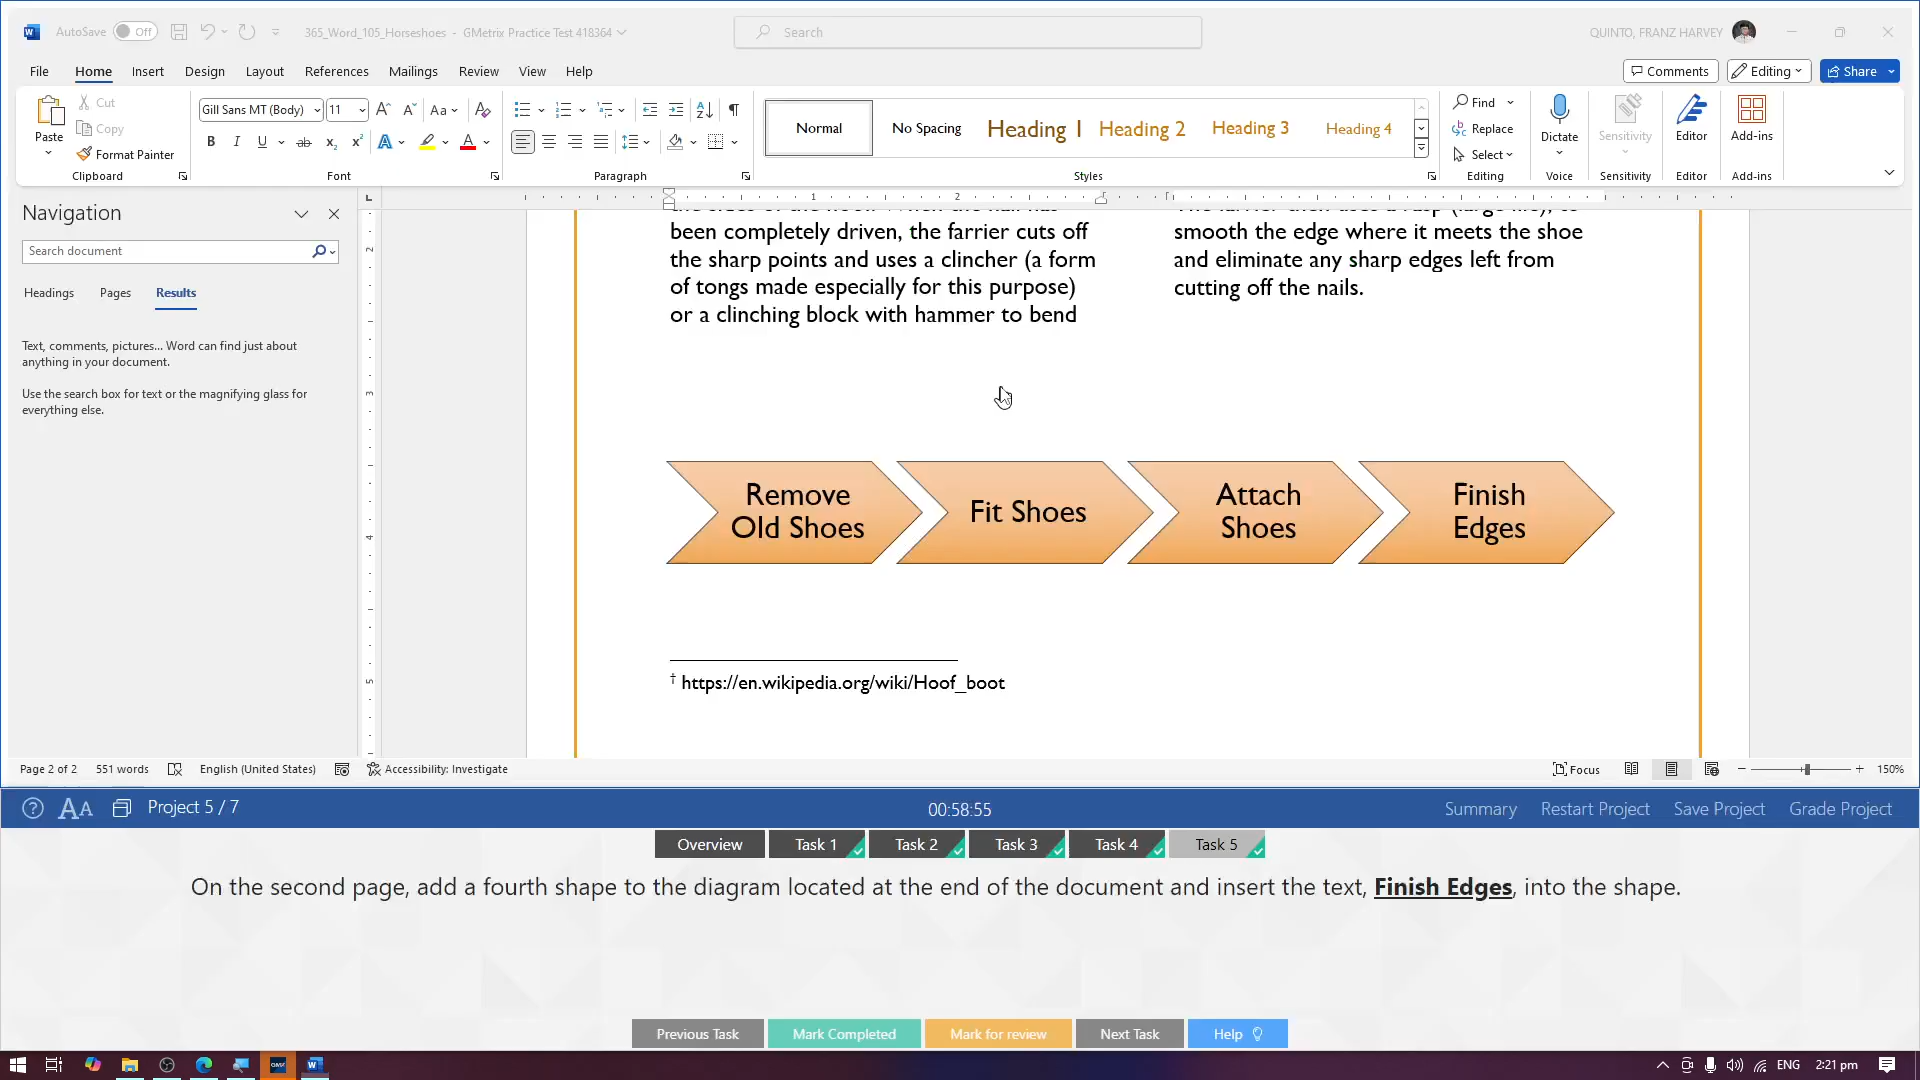 AutoSave Off 365_Word_105_Horseshoes - GMetrix Practice Test 418364 Search QUINTO, FRANZ HARVEY
File Home Insert Design Layout References Mailings Review View Help Comments Editing Share
Paste Cut Copy Format Painter Clipboard
Gill Sans MT (Body) 11 Aa Font
Paragraph
Normal No Spacing Heading 1 Heading 2 Heading 3 Heading 4 Styles
Find Replace Select Editing
Dictate Voice
Sensitivity Sensitivity
Editor Editor
Add-ins Add-ins
Navigation
Search document
Headings Pages Results
Text, comments, pictures... Word can find just about
anything in your document.
Use the search box for text or the magnifying glass for
everything else.
been completely driven, the farrier cuts off
the sharp points and uses a clincher (a form
of tongs made especially for this purpose)
or a clinching block with hammer to bend
The farrier then uses a rasp (large file), to
smooth the edge where it meets the shoe
and eliminate any sharp edges left from
cutting off the nails.
Remove
Old Shoes
Fit Shoes
Attach
Shoes
Finish
Edges
† https://en.wikipedia.org/wiki/Hoof_boot
Page 2 of 2 551 words English (United States) Accessibility: Investigate Focus 150%
Project 5 / 7 00:58:55 Summary Restart Project Save Project Grade Project
Overview Task 1 Task 2 Task 3 Task 4 Task 5
On the second page, add a fourth shape to the diagram located at the end of the document and insert the text, Finish Edges, into the shape.
Previous Task Mark Completed Mark for review Next Task Help
ENG 2:21 pm